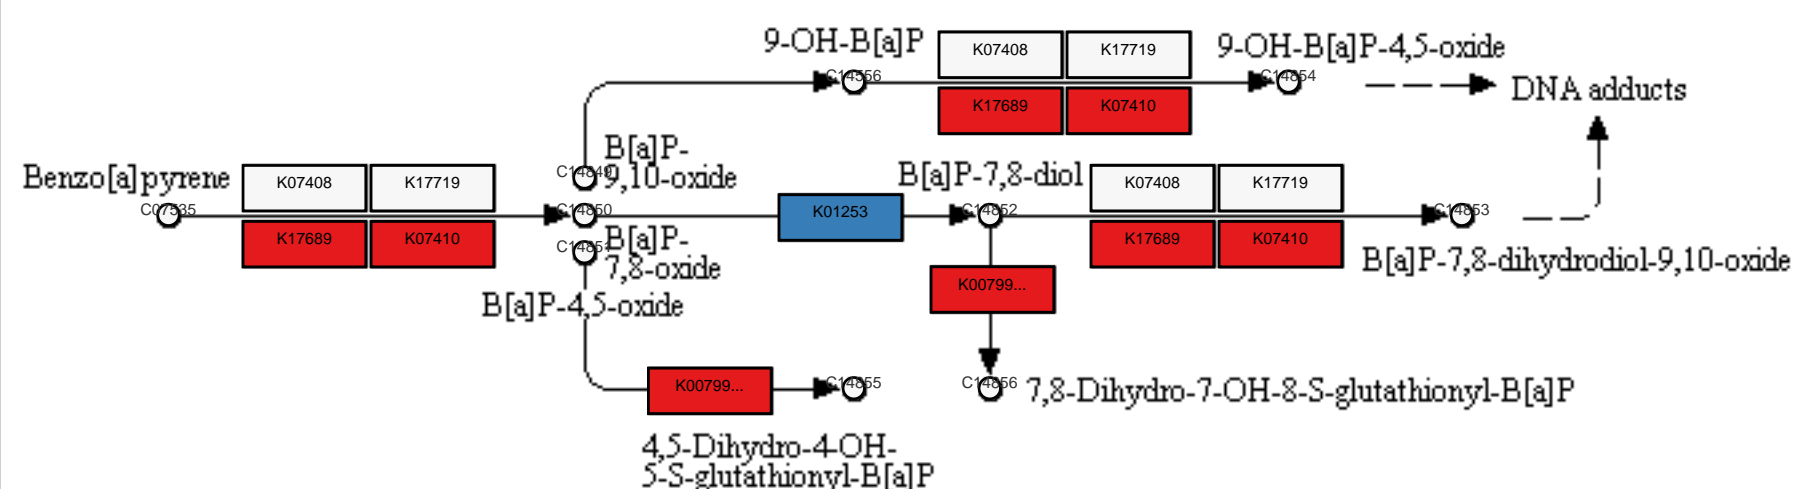 9-OH-B[a]P
K07408
K17719
9-OH-B[a]P-4,5-oxide
C14556
C14854
K17689
K07410
DNA adducts
B[a]P-
9,10-oxide
C14849
Benzo[a]pyrene
K07408
K17719
B[a]P-7,8-diol
K07408
K17719
C07535
C14850
K01253
C14852
C14853
K17689
K07410
C14851
B[a]P-
7,8-oxide
K17689
K07410
B[a]P-7,8-dihydrodiol-9,10-oxide
B[a]P-4,5-oxide
K00799...
K00799...
C14855
C14856
7,8-Dihydro-7-OH-8-S-glutathionyl-B[a]P
4,5-Dihydro-4-OH-
5-S-glutathionyl-B[a]P